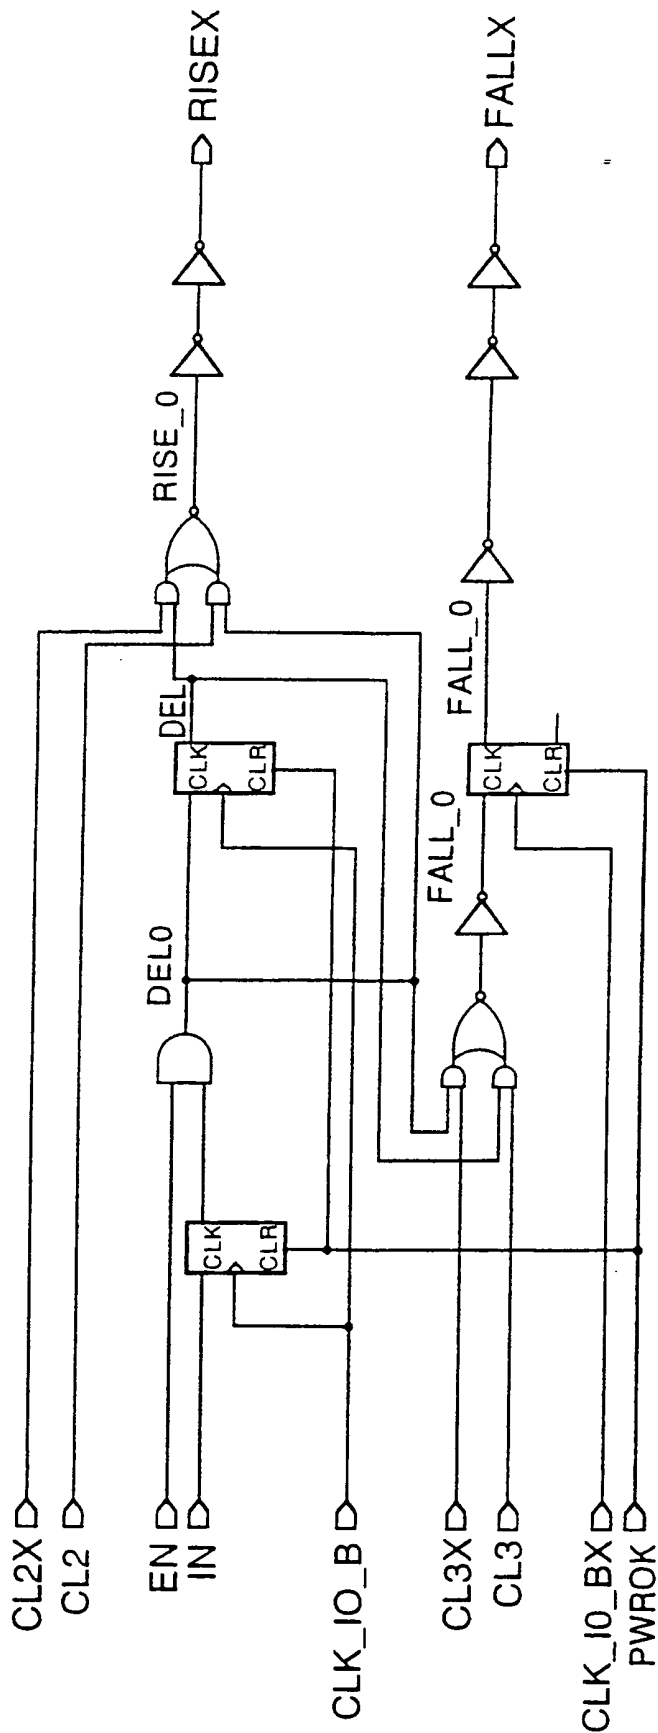 CL2X
CL2
EN
IN
CLK_IO_B
CL3X
CL3
CLK_I0_BX
PWROK
CLK
CLR
DEL0
CLK
CLR
DEL
RISE_0
RISEX
FALL_0
CLK
CLR
FALL_0
FALLX